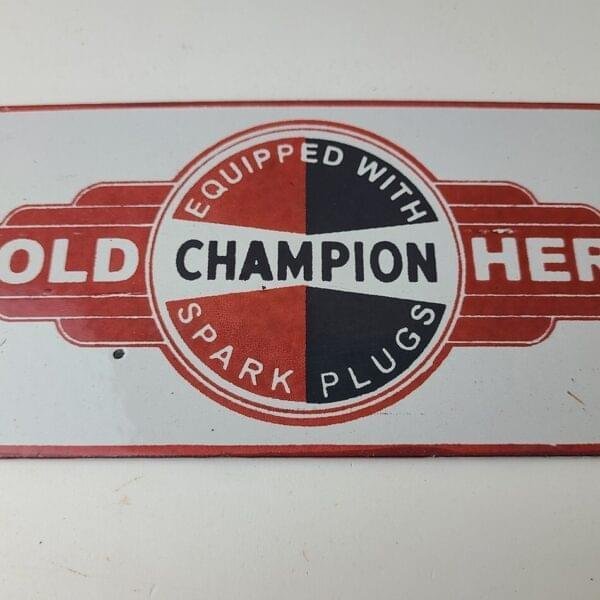 EQUIPPED WITH
OLD CHAMPION HER
SPARK PLUGS